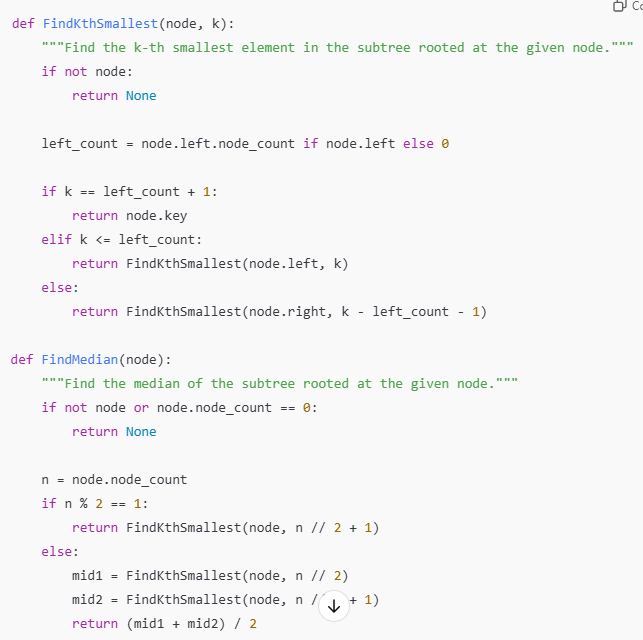 Co
def FindKthSmallest(node, k):
    """Find the k-th smallest element in the subtree rooted at the given node."""
    if not node:
        return None

    left_count = node.left.node_count if node.left else 0

    if k == left_count + 1:
        return node.key
    elif k <= left_count:
        return FindKthSmallest(node.left, k)
    else:
        return FindKthSmallest(node.right, k - left_count - 1)

def FindMedian(node):
    """Find the median of the subtree rooted at the given node."""
    if not node or node.node_count == 0:
        return None

    n = node.node_count
    if n % 2 == 1:
        return FindKthSmallest(node, n // 2 + 1)
    else:
        mid1 = FindKthSmallest(node, n // 2)
        mid2 = FindKthSmallest(node, n / + 1)
        return (mid1 + mid2) / 2